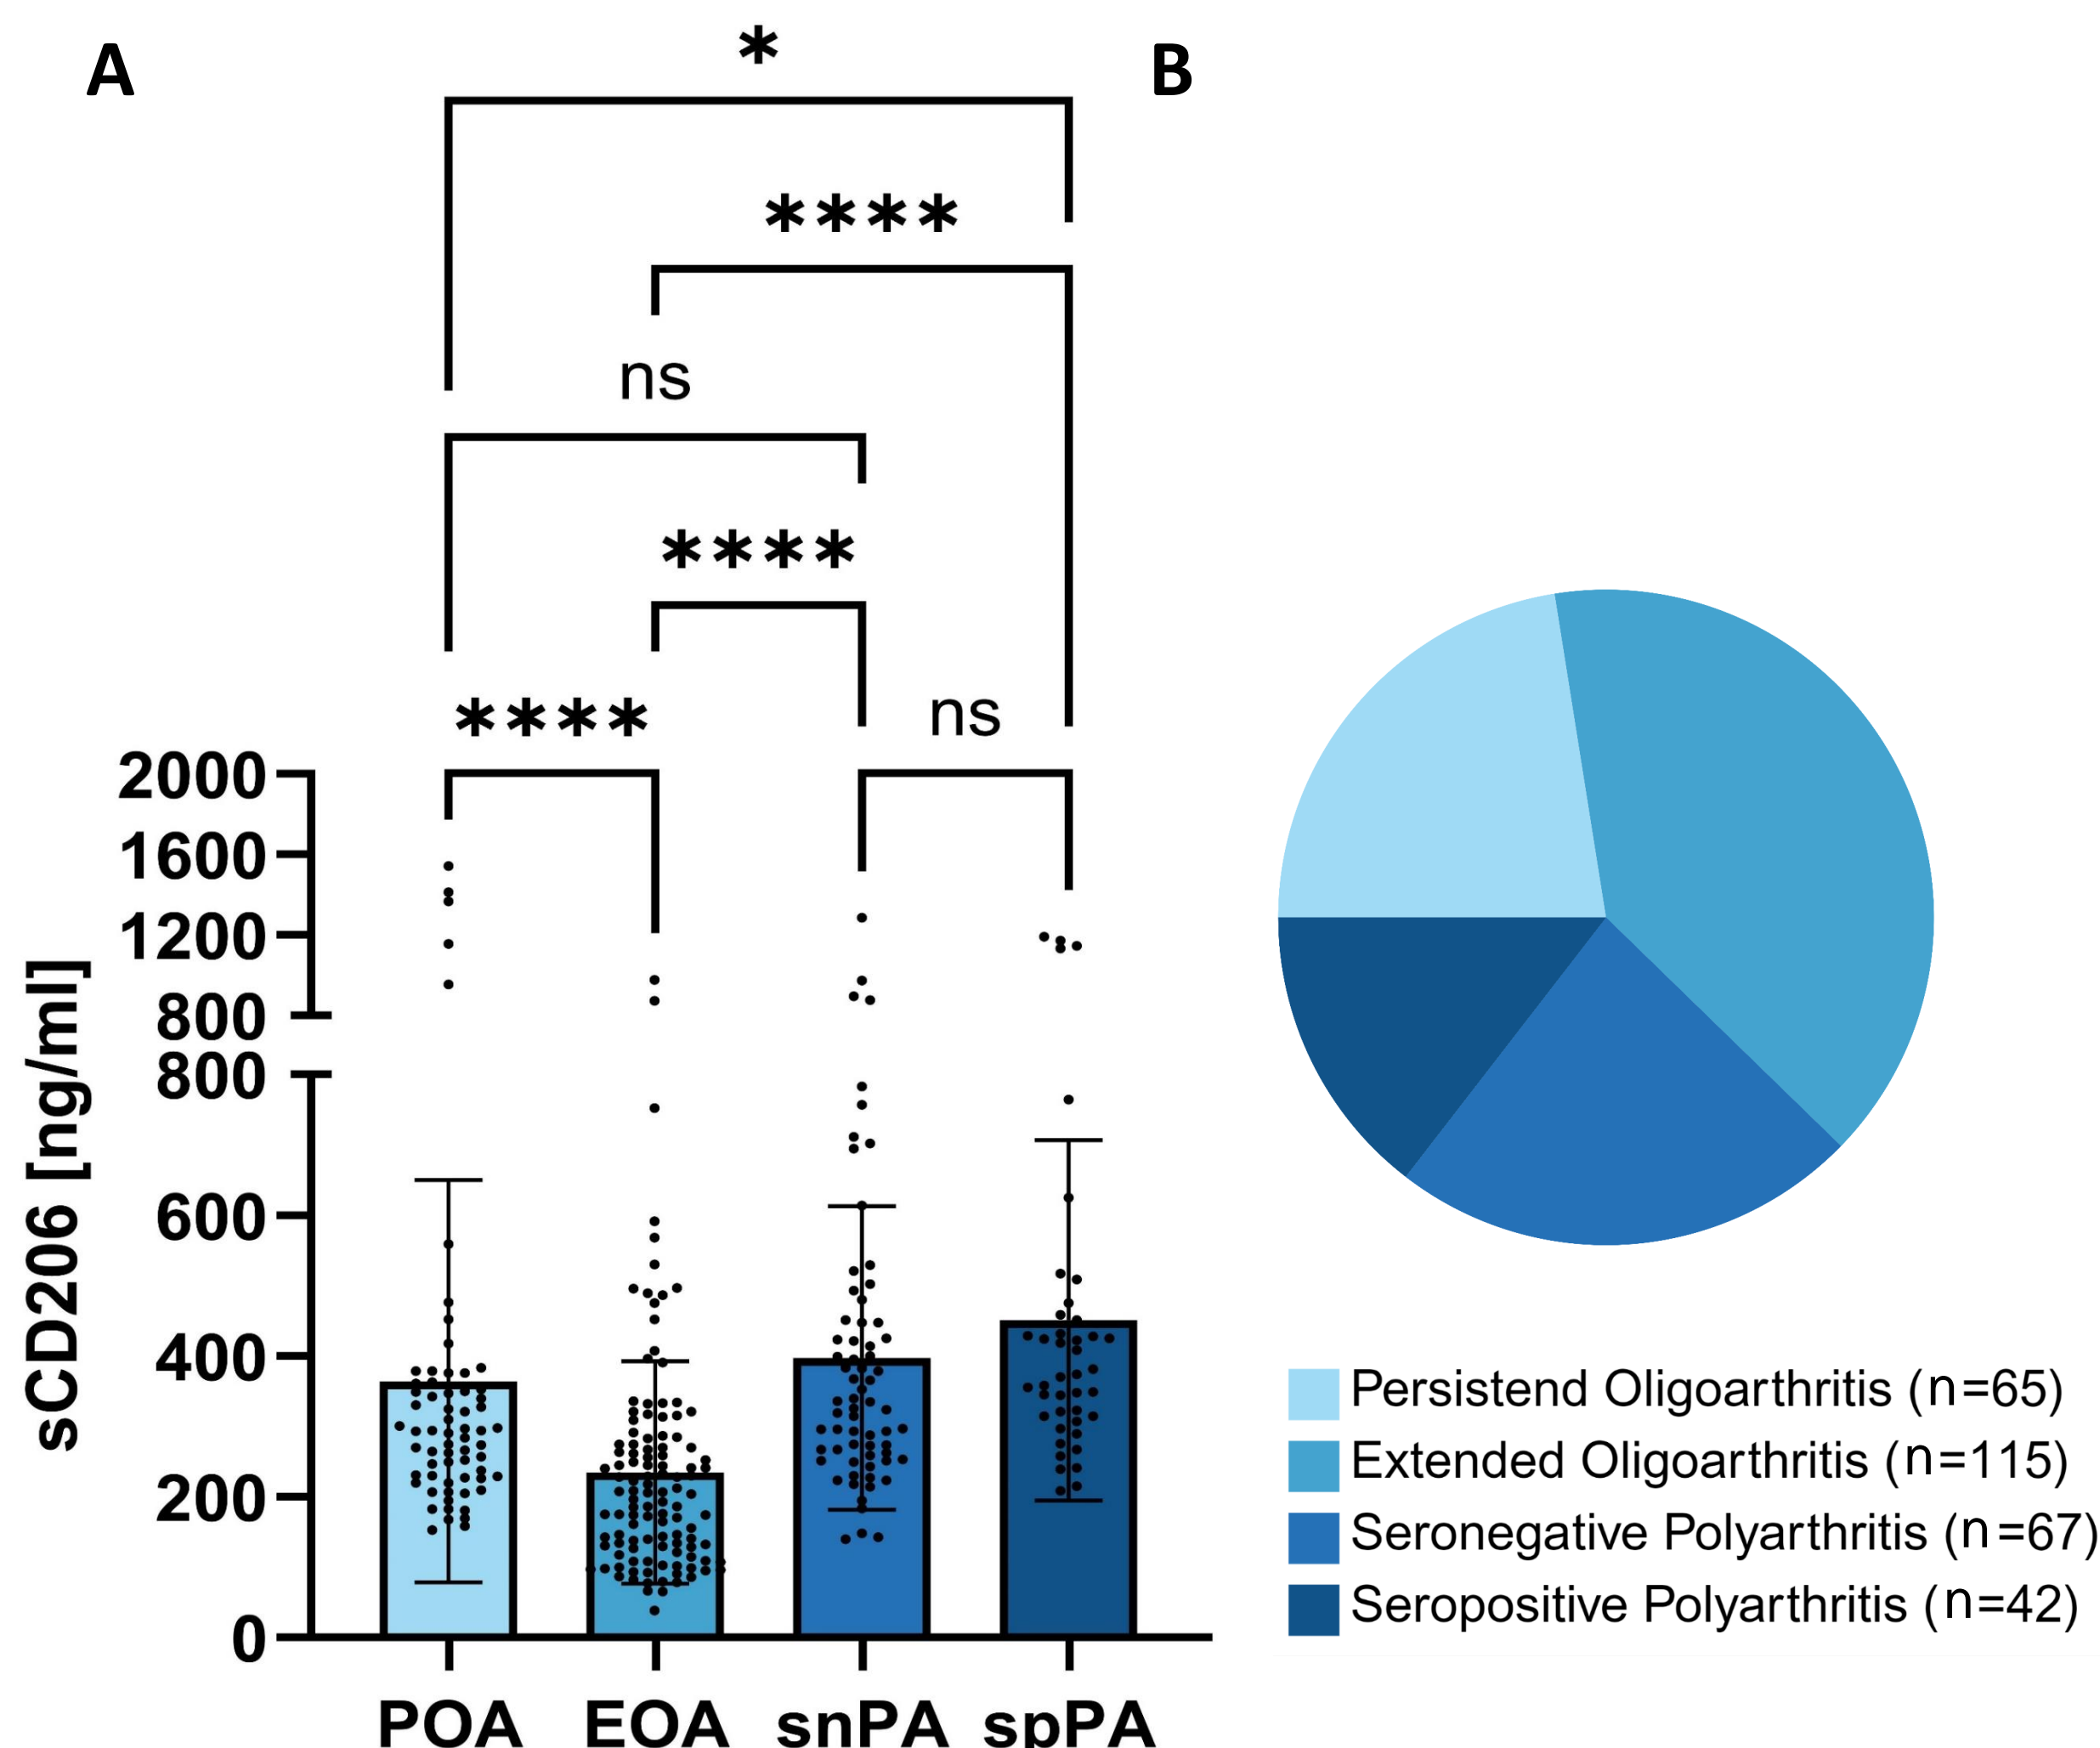 A
B
*
****
ns
****
****
ns
2000
1600
1200
800
800
600
400
200
0
sCD206 [ng/ml]
POA EOA snPA spPA
Persistend Oligoarthritis (n=65)
Extended Oligoarthritis (n=115)
Seronegative Polyarthritis (n=67)
Seropositive Polyarthritis (n=42)